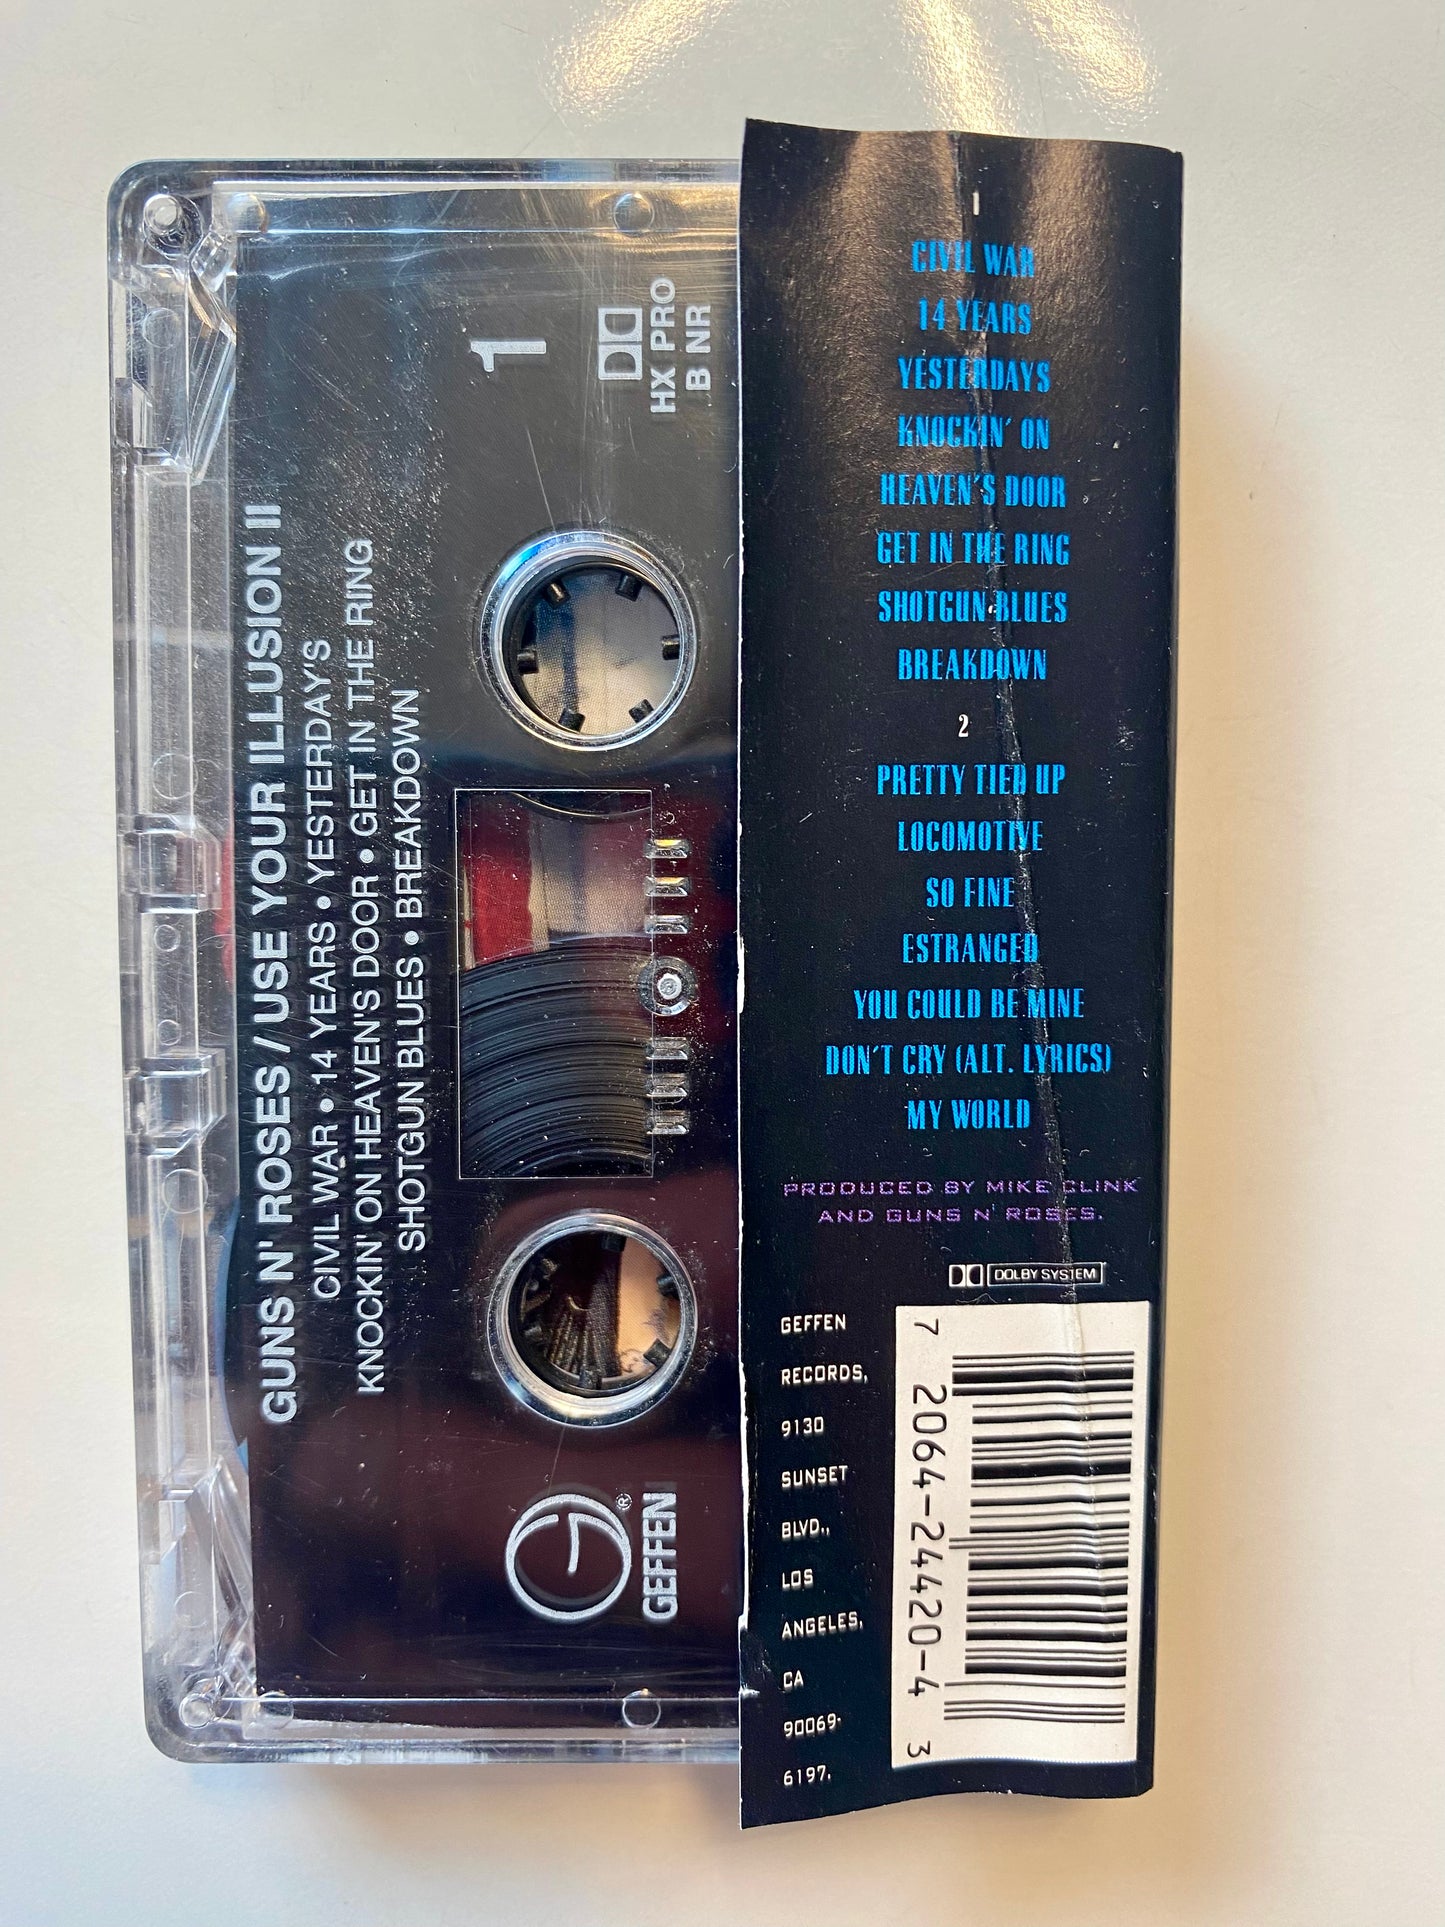 GUNS N' ROSES / USE YOUR ILLUSION II
CIVIL WAR • 14 YEARS • YESTERDAY'S
KNOCKIN' ON HEAVEN'S DOOR • GET IN THE RING
SHOTGUN BLUES • BREAKDOWN
1
HX PRO
B NR
®
GEFFEN
1
CIVIL WAR
14 YEARS
YESTERDAYS
KNOCKIN' ON
HEAVEN'S DOOR
GET IN THE RING
SHOTGUN BLUES
BREAKDOWN
2
PRETTY TIED UP
LOCOMOTIVE
SO FINE
ESTRANGED
YOU COULD BE MINE
DON'T CRY (ALT. LYRICS)
MY WORLD
PRODUCED BY MIKE CLINK
AND GUNS N' ROSES.
DOLBY SYSTEM
GEFFEN
RECORDS,
9130
SUNSET
BLVD.,
LOS
ANGELES,
CA
90069-
6197.
7 2064-24420-4 3